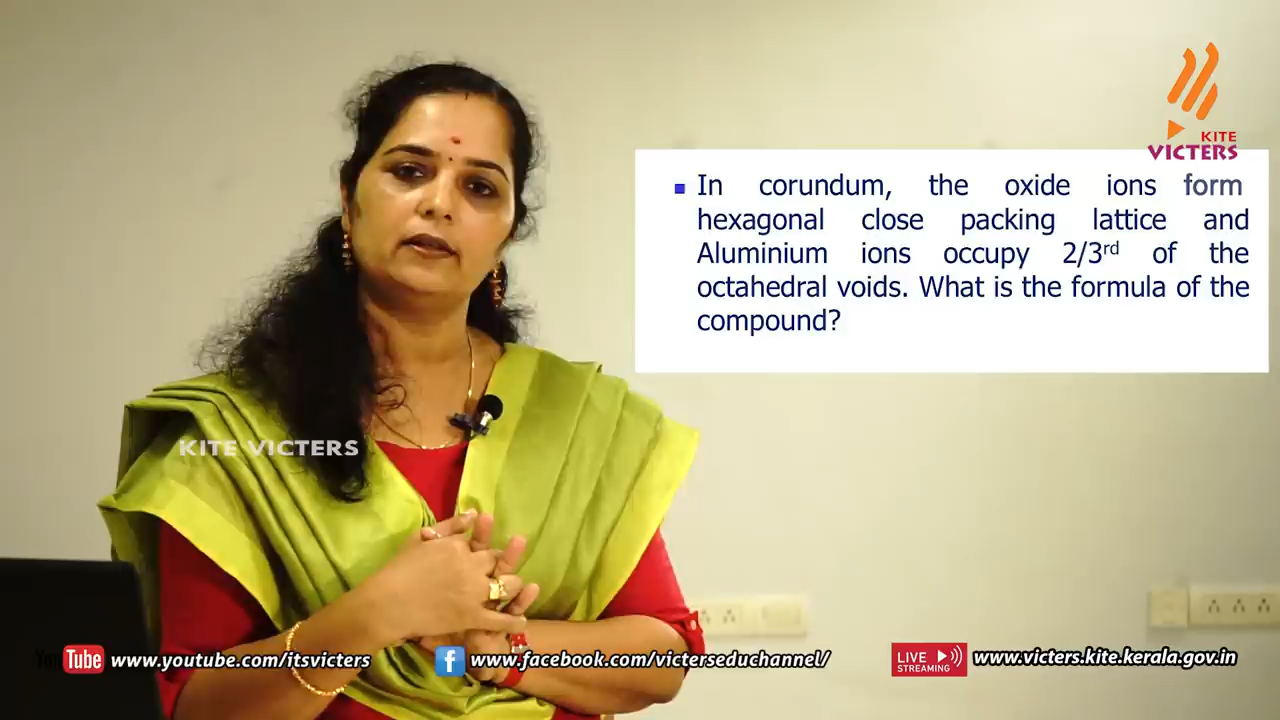 KITE
VICTERS
In corundum, the oxide ions form
hexagonal close packing lattice and
Aluminium ions occupy 2/3rd of the
octahedral voids. What is the formula of the
compound?
KITE VICTERS
YouTube www.youtube.com/itsvicters
f www.facebook.com/victerseduchannel/
LIVE
STREAMING
www.victers.kite.kerala.gov.in